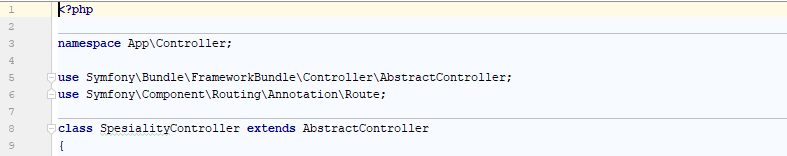 1 <?php
2
3 namespace App\Controller;
4
5 use Symfony\Bundle\FrameworkBundle\Controller\AbstractController;
6 use Symfony\Component\Routing\Annotation\Route;
7
8 class SpesialityController extends AbstractController
9 {